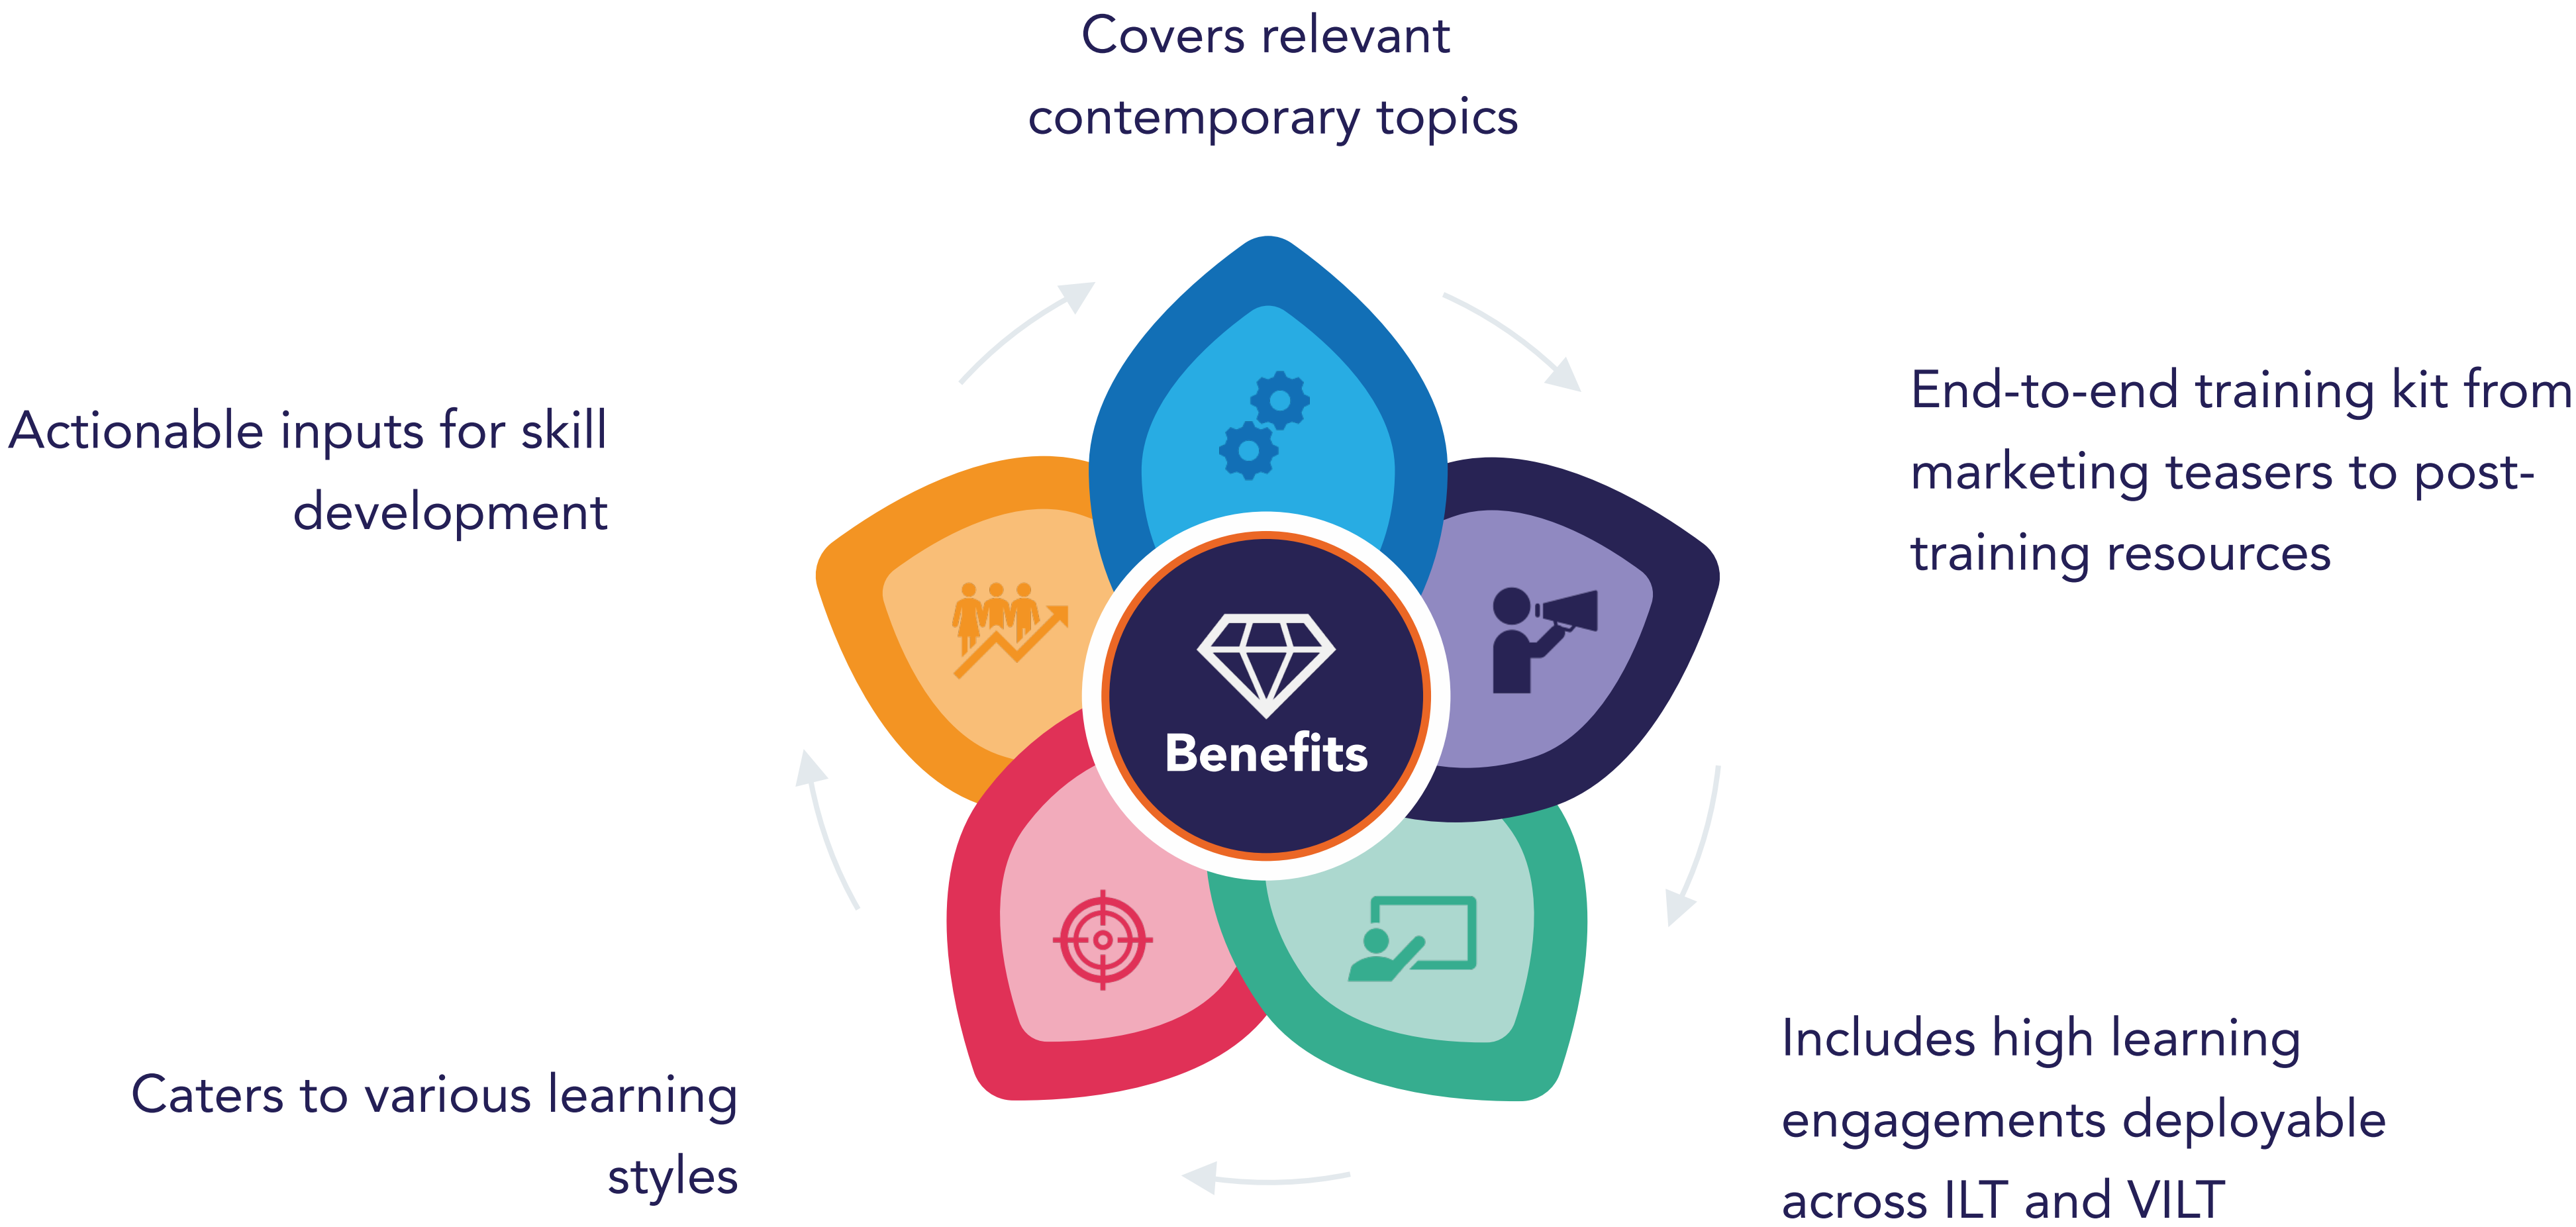 Covers relevant
contemporary topics
End-to-end training kit from
marketing teasers to post-
training resources
Actionable inputs for skill
development
Benefits
Includes high learning
engagements deployable
across ILT and VILT
Caters to various learning
styles